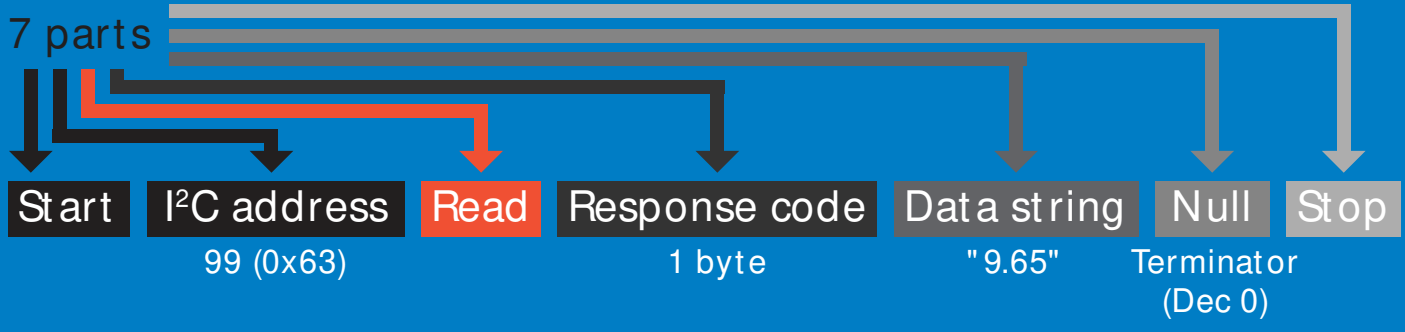 7 parts
Start I²C address Read Response code Data string Null Stop
99 (0x63) 1 byte "9.65" Terminator
(Dec 0)